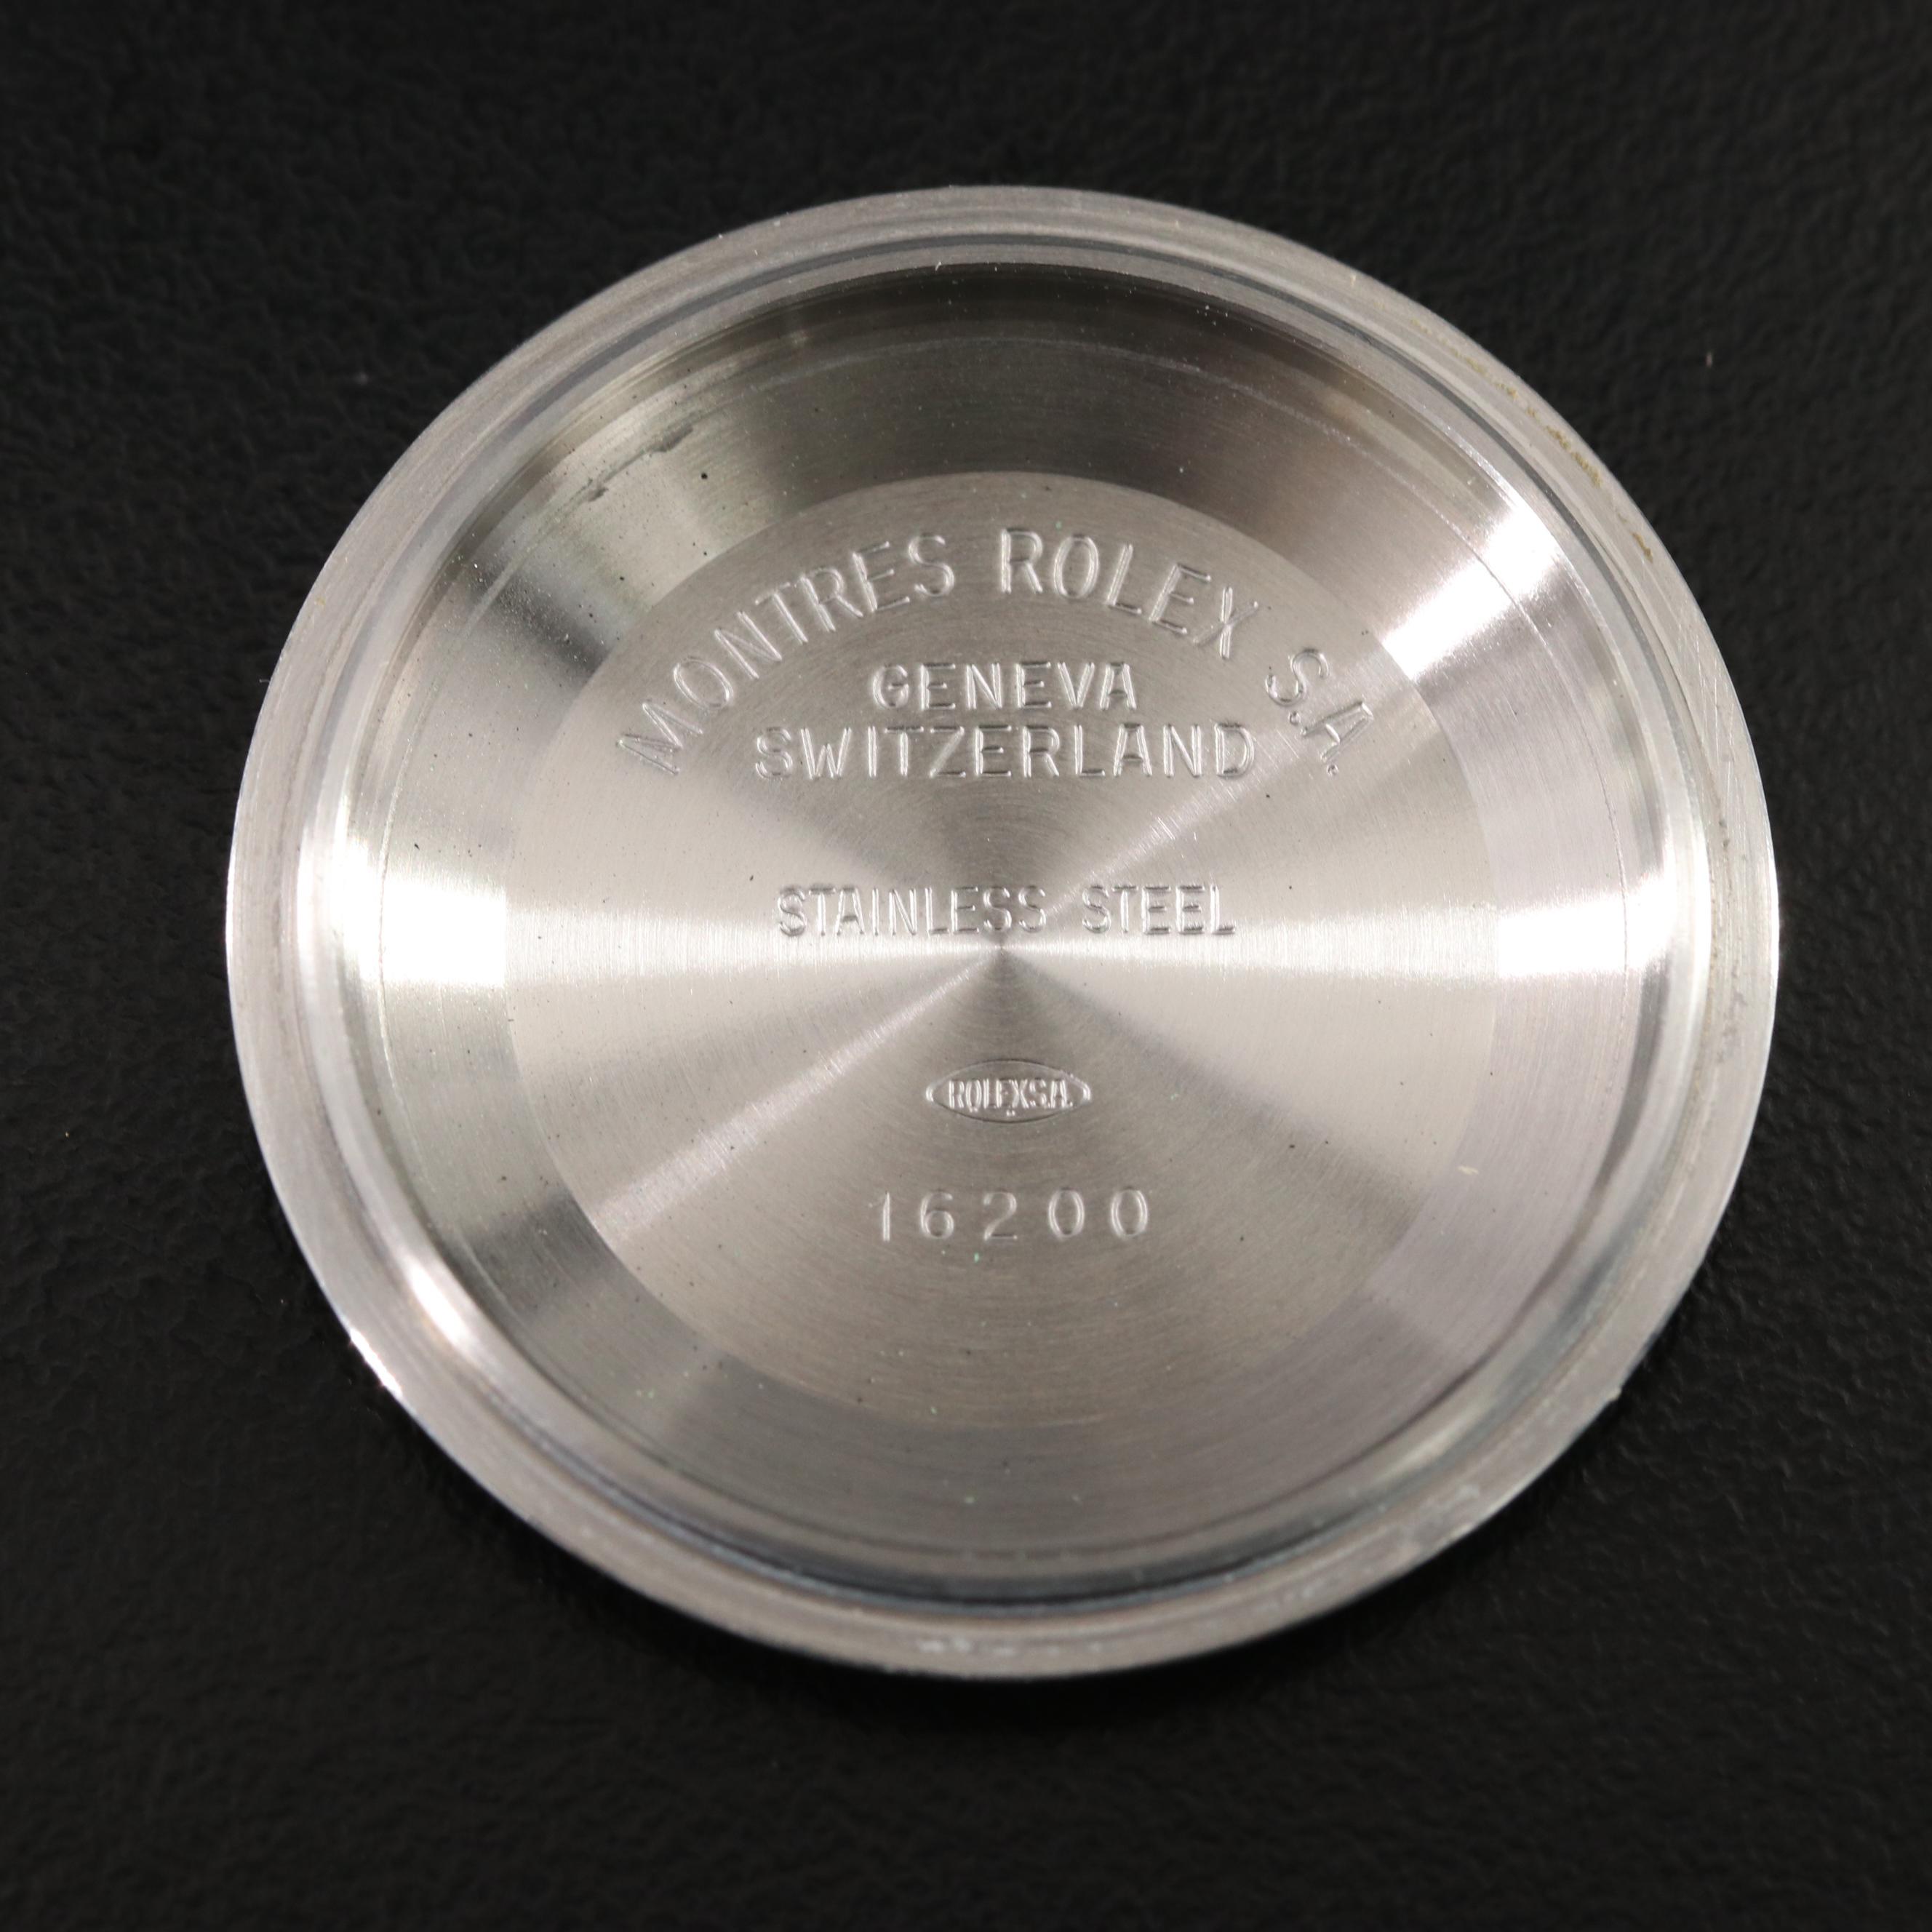 MONTRES ROLEX S.A.
GENEVA
SWITZERLAND
STAINLESS STEEL
ROLEX S.A.
16200